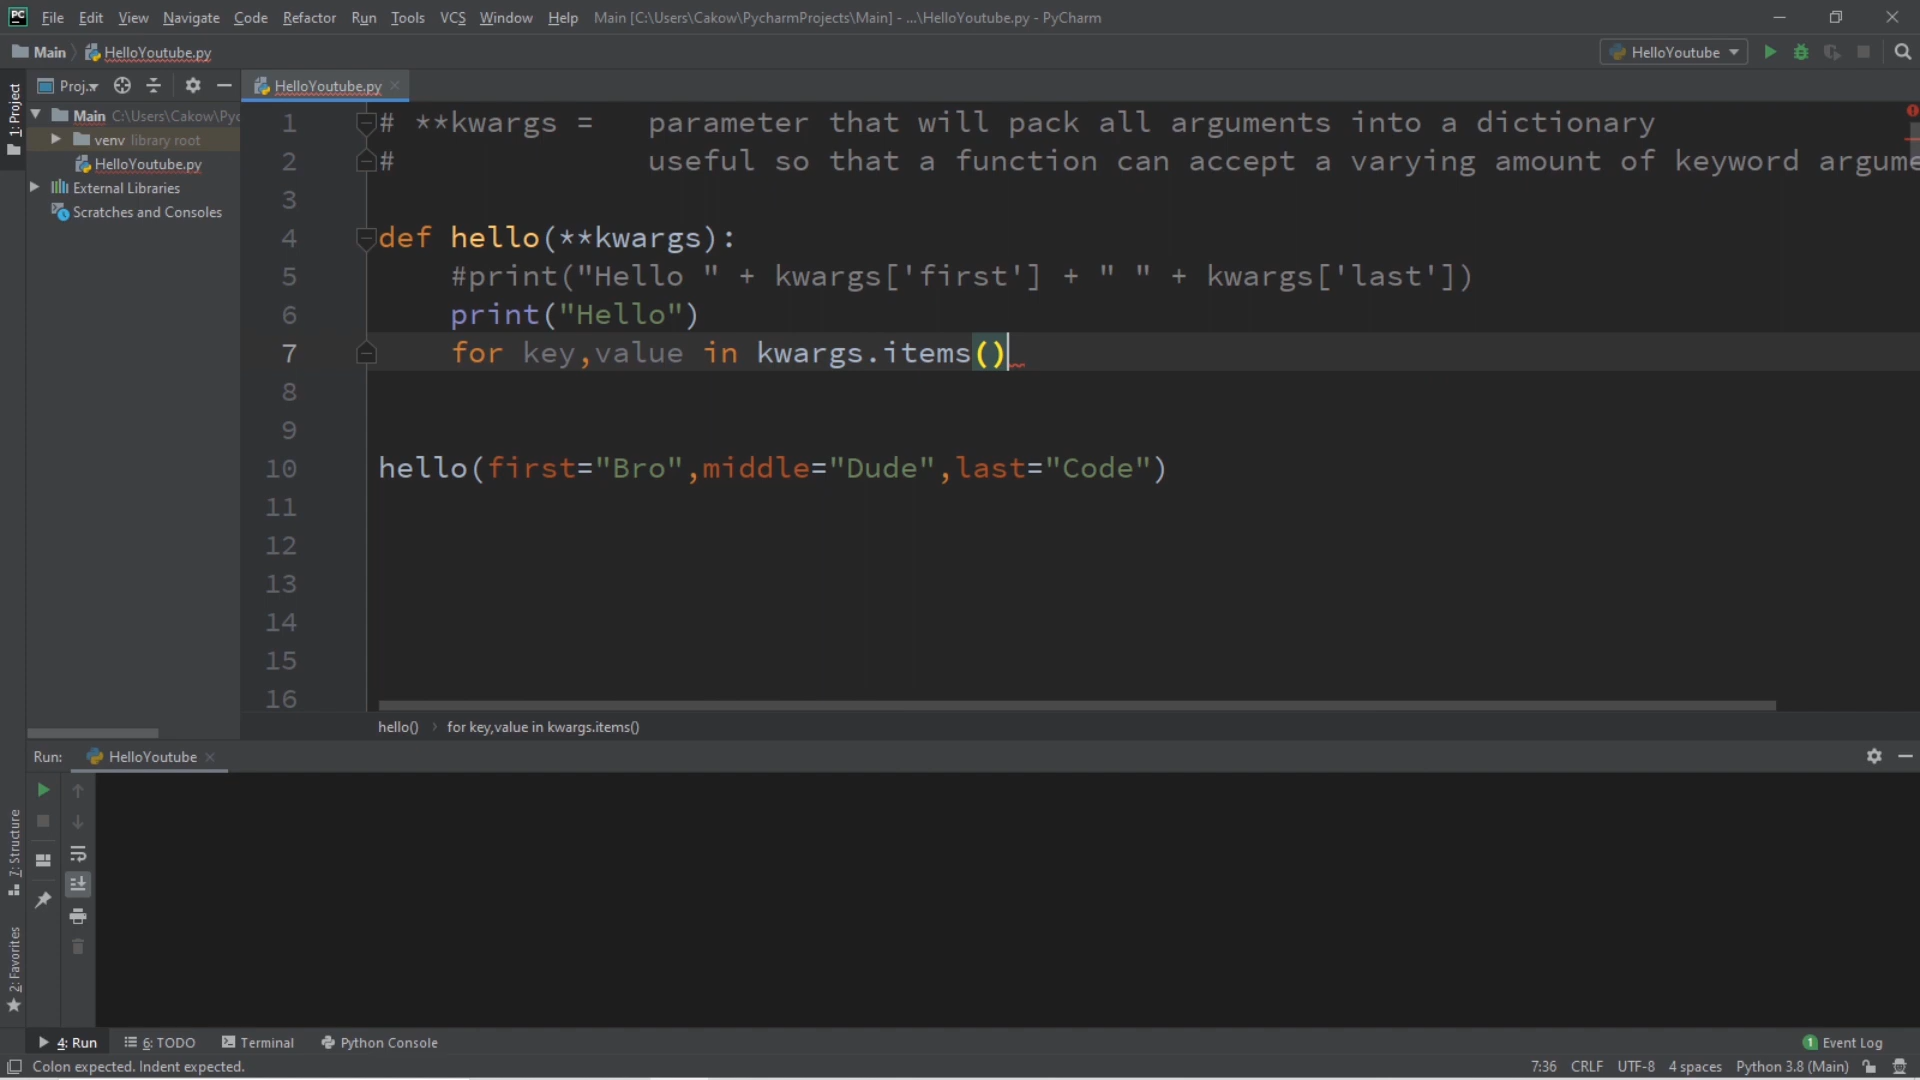 File Edit View Navigate Code Refactor Run Tools VCS Window Help Main [C:\Users\Cakow\PycharmProjects\Main] - ...\HelloYoutube.py - PyCharm
Main HelloYoutube.py HelloYoutube
Proj... HelloYoutube.py
1: Project
Main C:\Users\Cakow\Pyc
venv library root
HelloYoutube.py
External Libraries
Scratches and Consoles
1 # **kwargs =   parameter that will pack all arguments into a dictionary
2 #              useful so that a function can accept a varying amount of keyword argume
3
4 def hello(**kwargs):
5     #print("Hello " + kwargs['first'] + " " + kwargs['last'])
6     print("Hello")
7     for key,value in kwargs.items()
8
9
10 hello(first="Bro",middle="Dude",last="Code")
11
12
13
14
15
16
hello() for key,value in kwargs.items()
Run: HelloYoutube
7: Structure
2: Favorites
4: Run 6: TODO Terminal Python Console 1 Event Log
Colon expected. Indent expected. 7:36 CRLF UTF-8 4 spaces Python 3.8 (Main)